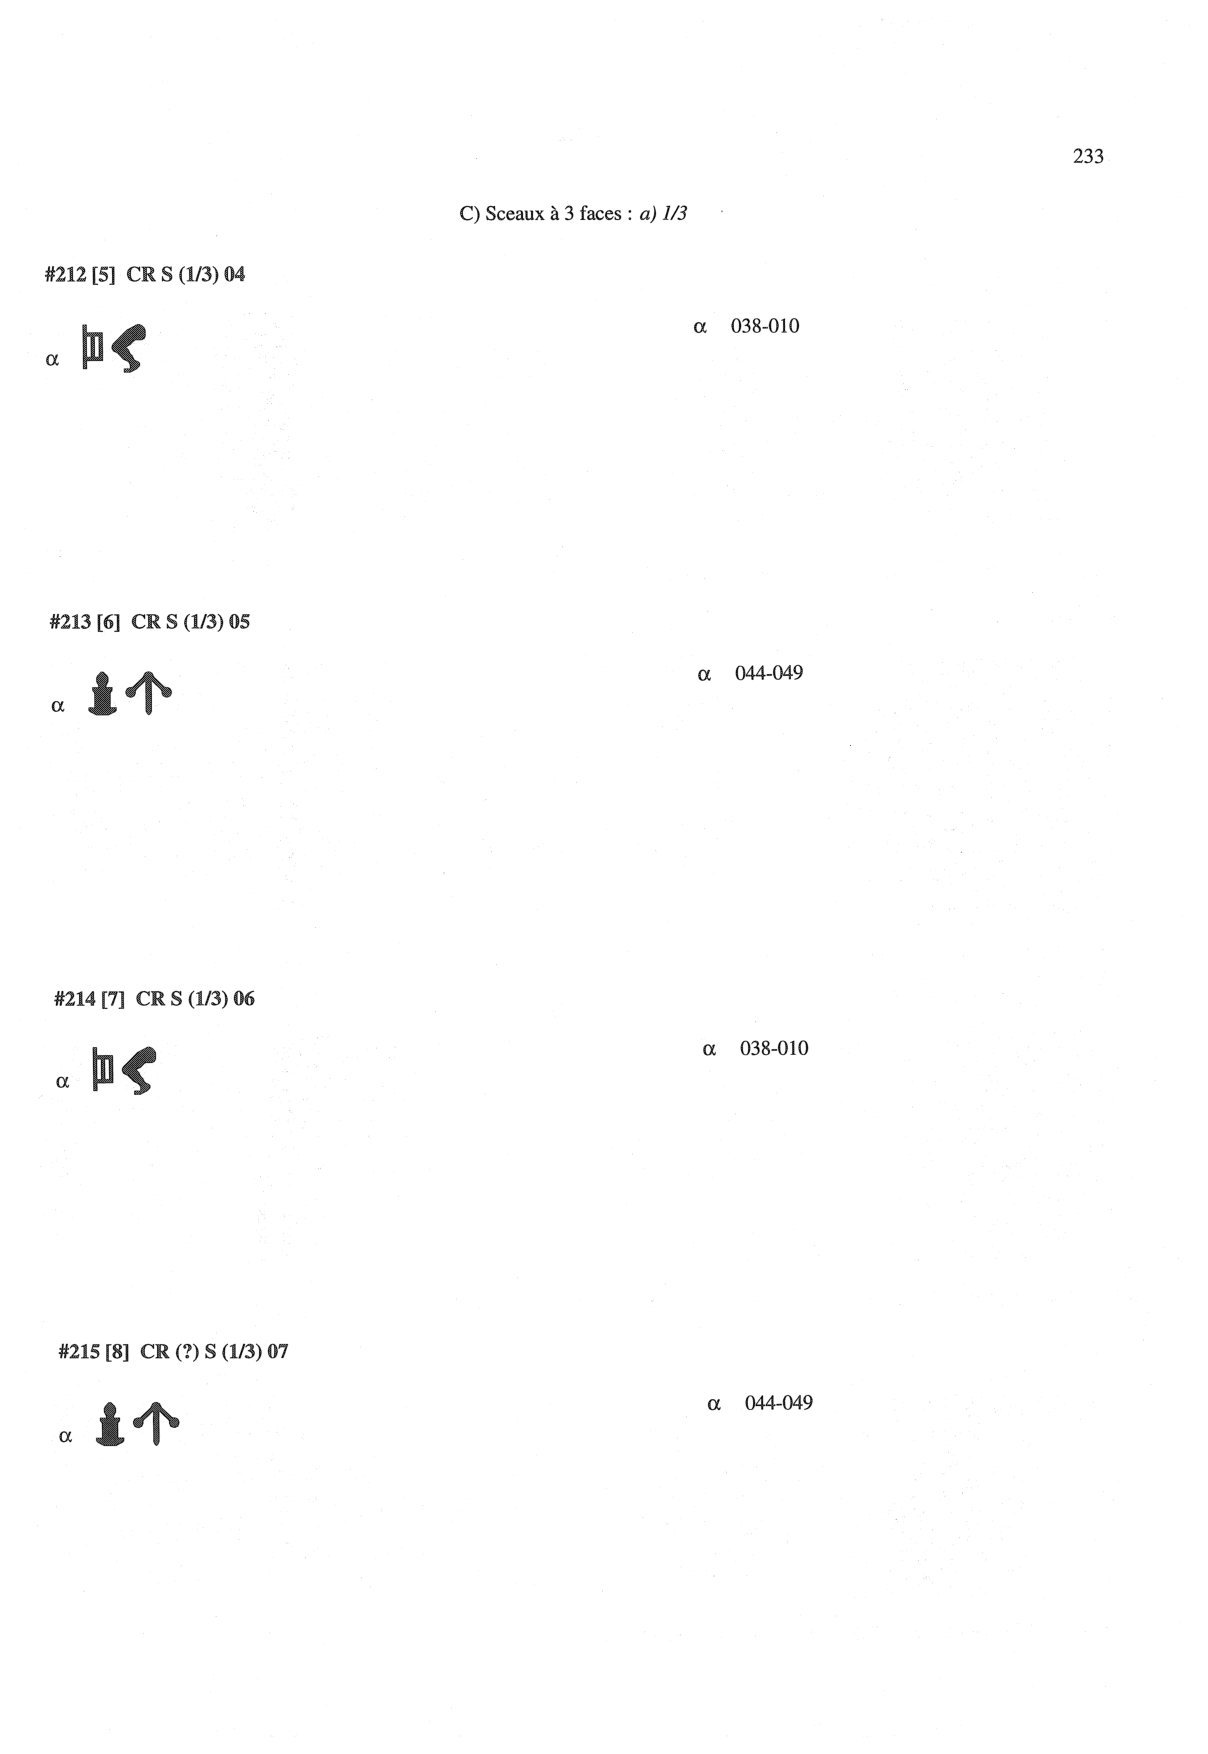 233
C) Sceaux à 3 faces : a) 1/3
#212 [5] CR S (1/3) 04
α 038-010
α
#213 [6] CR S (1/3) 05
α 044-049
α
#214 [7] CR S (1/3) 06
α 038-010
α
#215 [8] CR (?) S (1/3) 07
α 044-049
α